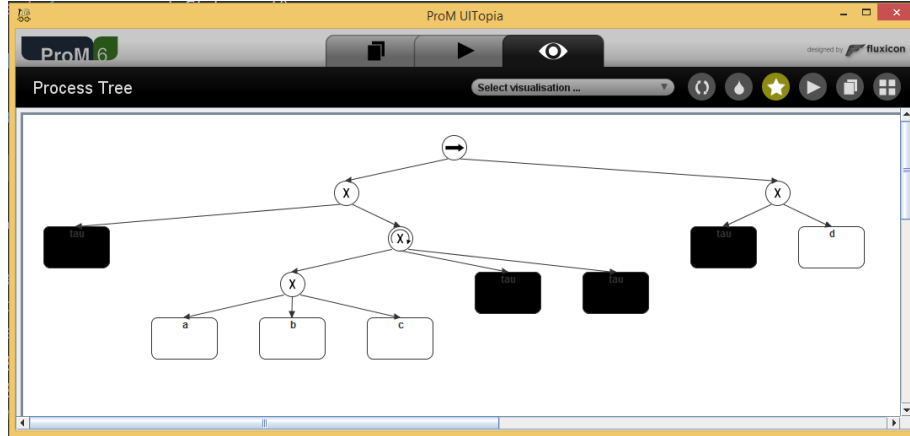 ProM UITopia
ProM 6
designed by fluxicon
Process Tree
Select visualisation ...
X
X
tau
X
tau
d
X
tau
tau
a
b
c